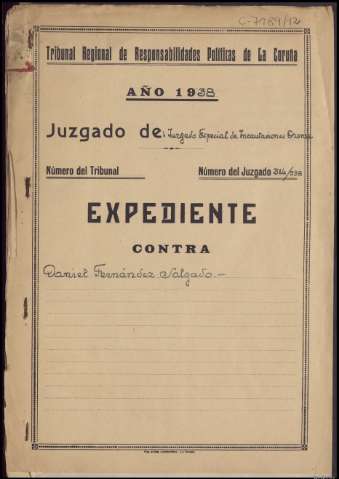 C-7189/12
Tribunal Regional de Responsabilidades Políticas de La Coruña
AÑO 1938
Juzgado de: Juzgado Especial de Incautaciones Orense
Número del Tribunal Número del Juzgado 314/938
EXPEDIENTE
CONTRA
Daniel Fernández Salgado.-